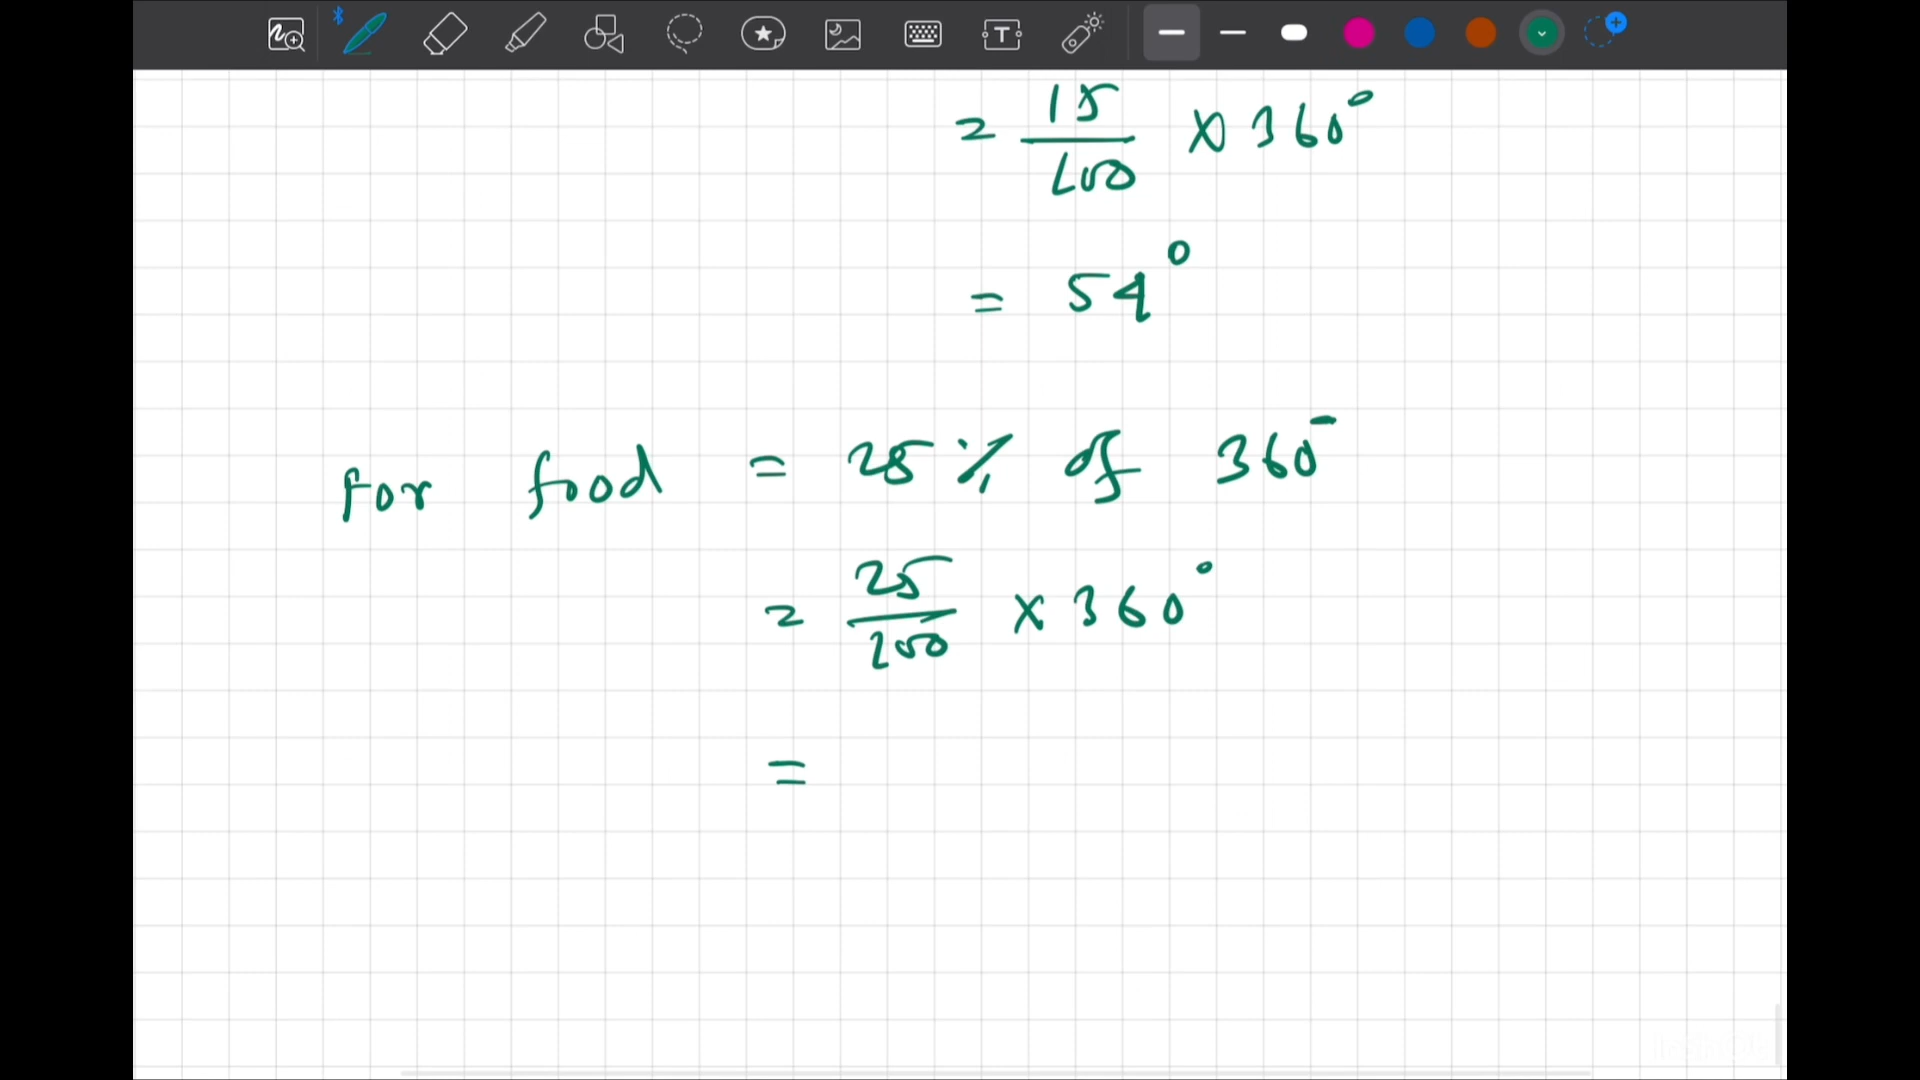 = 15/100 × 360°
= 54°
For food = 25% of 360°
= 25/100 × 360°
=